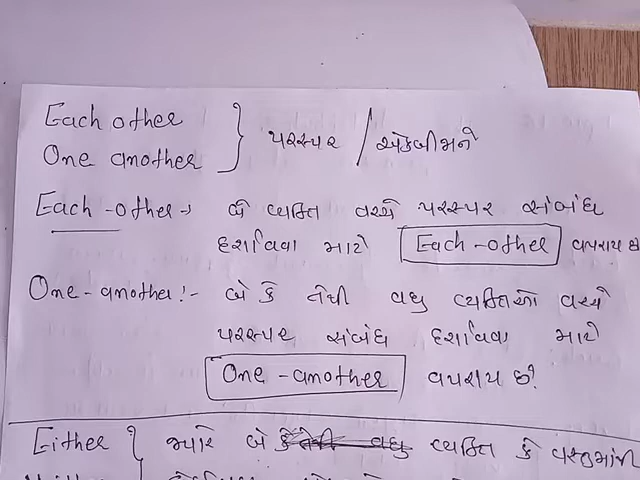 Each other
One another } પરસ્પર / એકબીજાને
Each-other → બે વ્યક્તિ વચ્ચે પરસ્પર સંબંધ
દર્શાવવા માટે Each-other વપરાય છે
One-another :- બે કે તેથી વધુ વ્યક્તિઓ વચ્ચે
પરસ્પર સંબંધ દર્શાવવા માટે
One-another વપરાય છે.
Either } જ્યારે બે કે તેથી વધુ વ્યક્તિ કે વસ્તુમાંથી